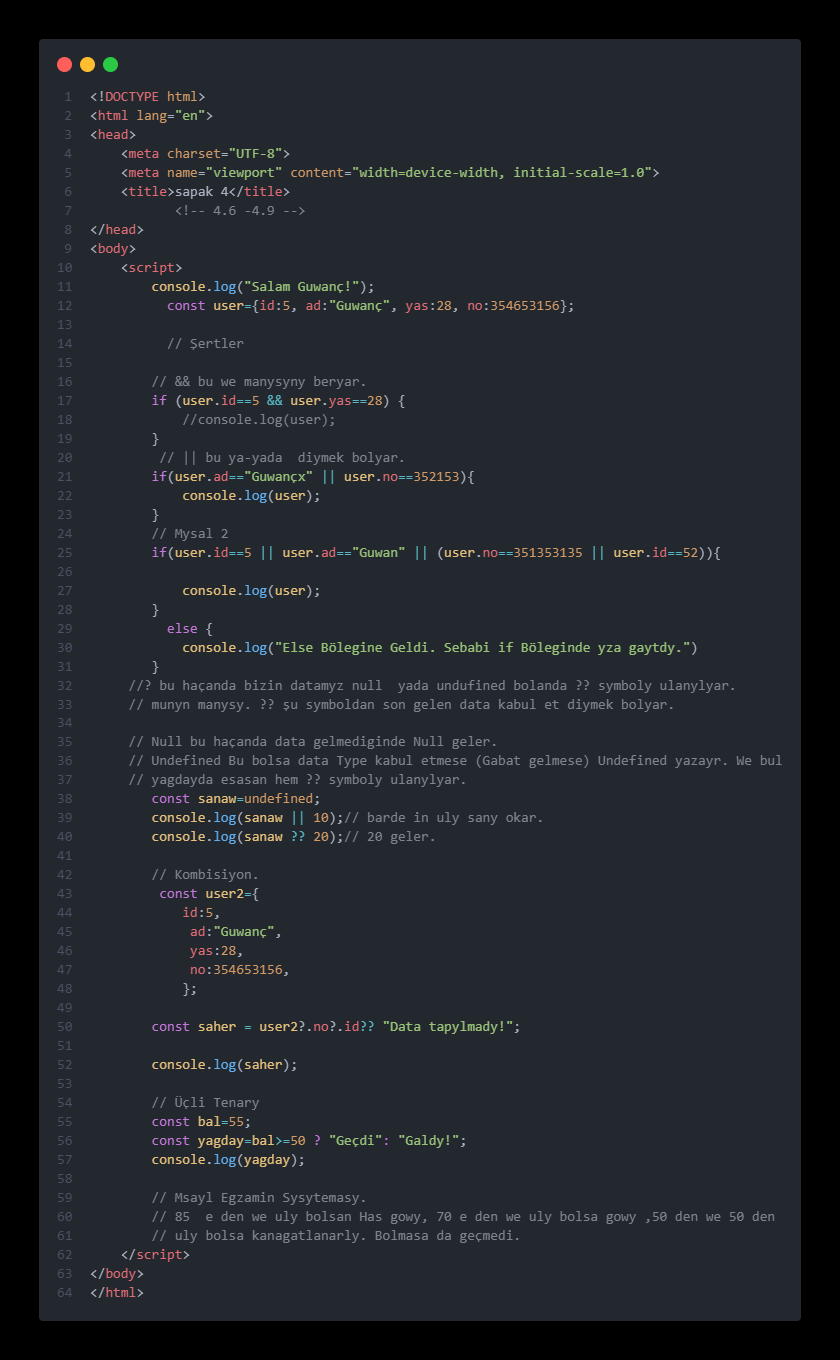 1 <!DOCTYPE html>
2 <html lang="en">
3 <head>
4     <meta charset="UTF-8">
5     <meta name="viewport" content="width=device-width, initial-scale=1.0">
6     <title>sapak 4</title>
7            <!-- 4.6 -4.9 -->
8 </head>
9 <body>
10     <script>
11         console.log("Salam Guwanç!");
12           const user={id:5, ad:"Guwanç", yas:28, no:354653156};
13
14           // Şertler
15
16         // && bu we manysyny beryar.
17         if (user.id==5 && user.yas==28) {
18             //console.log(user);
19         }
20          // || bu ya-yada  diymek bolyar.
21         if(user.ad=="Guwançx" || user.no==352153){
22             console.log(user);
23         }
24         // Mysal 2
25         if(user.id==5 || user.ad=="Guwan" || (user.no==351353135 || user.id==52)){
26
27             console.log(user);
28         }
29           else {
30             console.log("Else Bölegine Geldi. Sebabi if Böleginde yza gaytdy.")
31         }
32      //? bu haçanda bizin datamyz null  yada undufined bolanda ?? symboly ulanylyar.
33      // munyn manysy. ?? şu symboldan son gelen data kabul et diymek bolyar.
34
35      // Null bu haçanda data gelmediginde Null geler.
36      // Undefined Bu bolsa data Type kabul etmese (Gabat gelmese) Undefined yazayr. We bul
37      // yagdayda esasan hem ?? symboly ulanylyar.
38         const sanaw=undefined;
39         console.log(sanaw || 10);// barde in uly sany okar.
40         console.log(sanaw ?? 20);// 20 geler.
41
42         // Kombisiyon.
43          const user2={
44             id:5,
45              ad:"Guwanç",
46              yas:28,
47              no:354653156,
48             };
49
50         const saher = user2?.no?.id?? "Data tapylmady!";
51
52         console.log(saher);
53
54         // Üçli Tenary
55         const bal=55;
56         const yagday=bal>=50 ? "Geçdi": "Galdy!";
57         console.log(yagday);
58
59         // Msayl Egzamin Sysytemasy.
60         // 85  e den we uly bolsan Has gowy, 70 e den we uly bolsa gowy ,50 den we 50 den
61         // uly bolsa kanagatlanarly. Bolmasa da geçmedi.
62     </script>
63 </body>
64 </html>